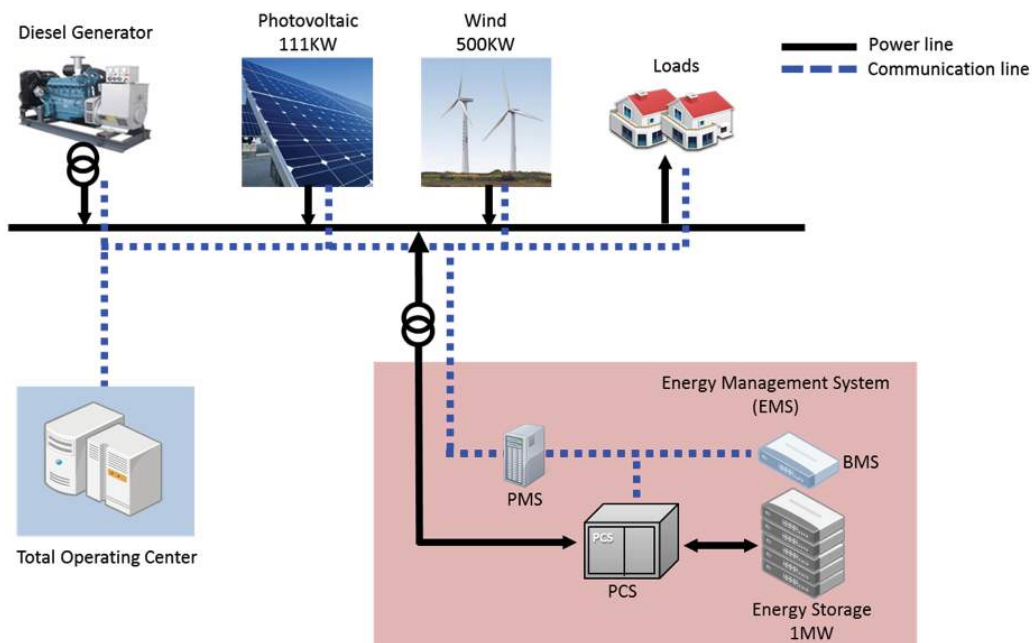 Diesel Generator
Photovoltaic
111KW
Wind
500KW
Loads
Power line
Communication line
Energy Management System
(EMS)
PMS
BMS
PCS
PCS
Energy Storage
1MW
Total Operating Center